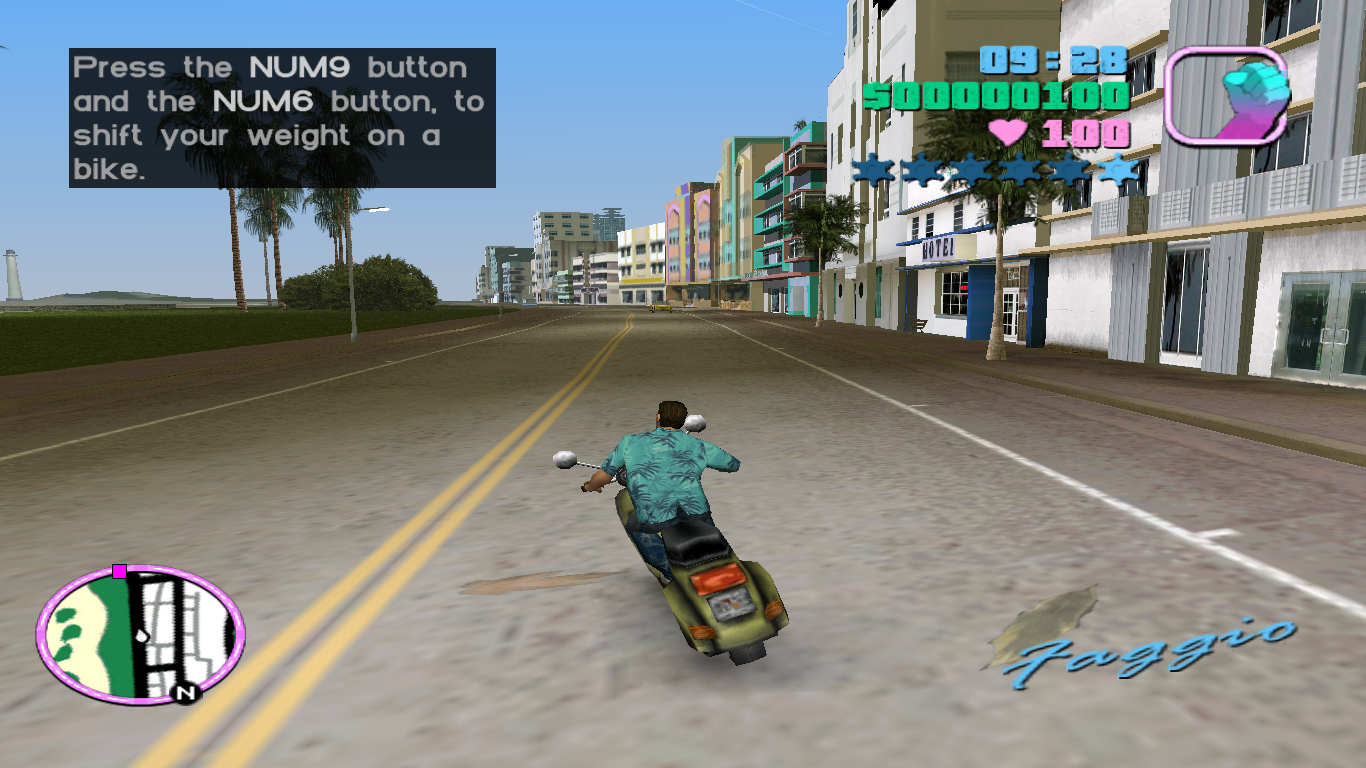 Press the NUM9 button
and the NUM6 button, to
shift your weight on a
bike.
09:28
$00000100
100
HOTEL
N
Faggio